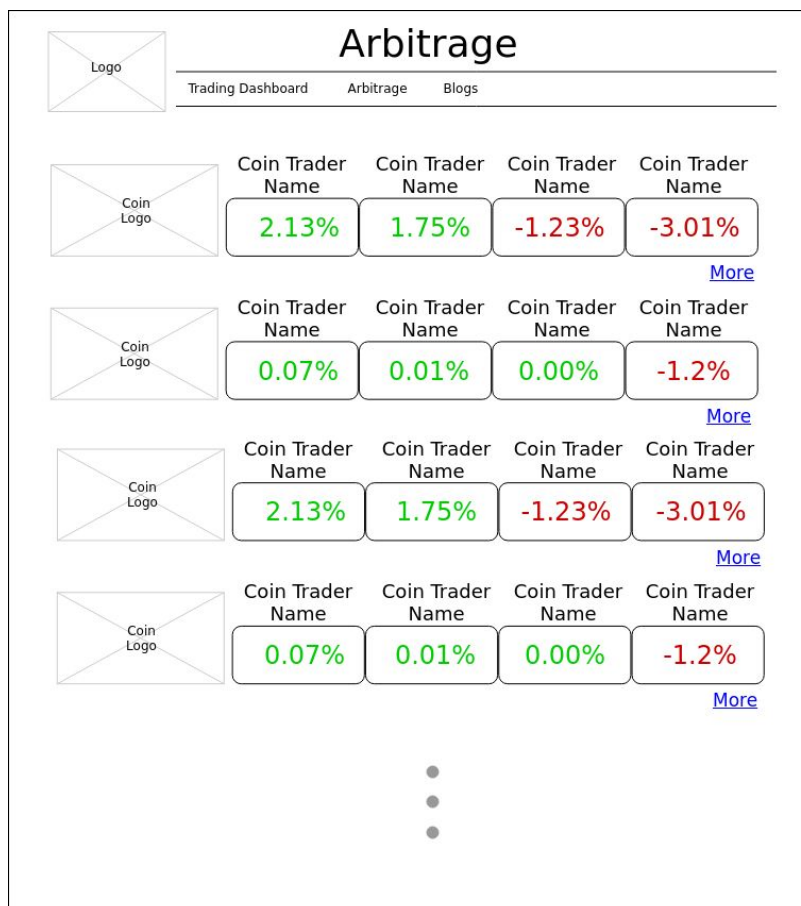 Arbitrage
Logo
Trading Dashboard Arbitrage Blogs
Coin Trader Coin Trader Coin Trader Coin Trader
Name Name Name Name
Coin
Logo
2.13% 1.75% -1.23% -3.01%
More
Coin Trader Coin Trader Coin Trader Coin Trader
Name Name Name Name
Coin
Logo
0.07% 0.01% 0.00% -1.2%
More
Coin Trader Coin Trader Coin Trader Coin Trader
Name Name Name Name
Coin
Logo
2.13% 1.75% -1.23% -3.01%
More
Coin Trader Coin Trader Coin Trader Coin Trader
Name Name Name Name
Coin
Logo
0.07% 0.01% 0.00% -1.2%
More